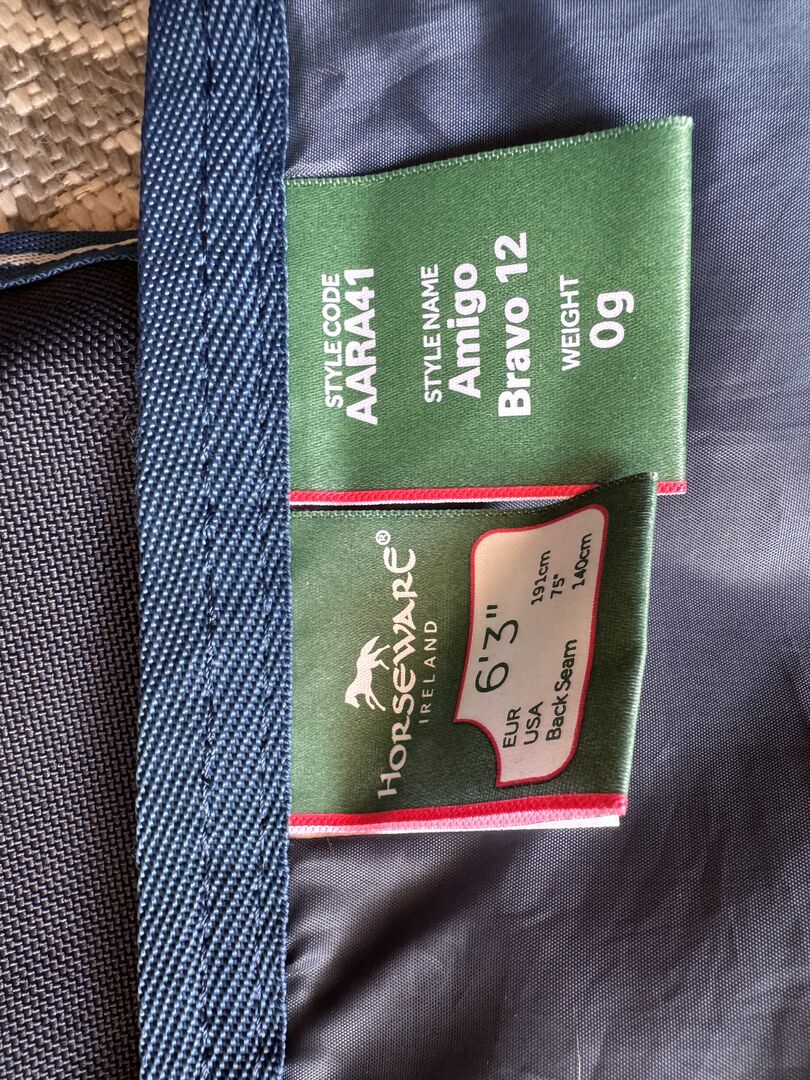 STYLE CODE
AARA41
STYLE NAME
Amigo
Bravo 12
WEIGHT
0g
HORSEWARE®
IRELAND
6'3"
EUR 191cm
USA 75"
Back Seam 140cm